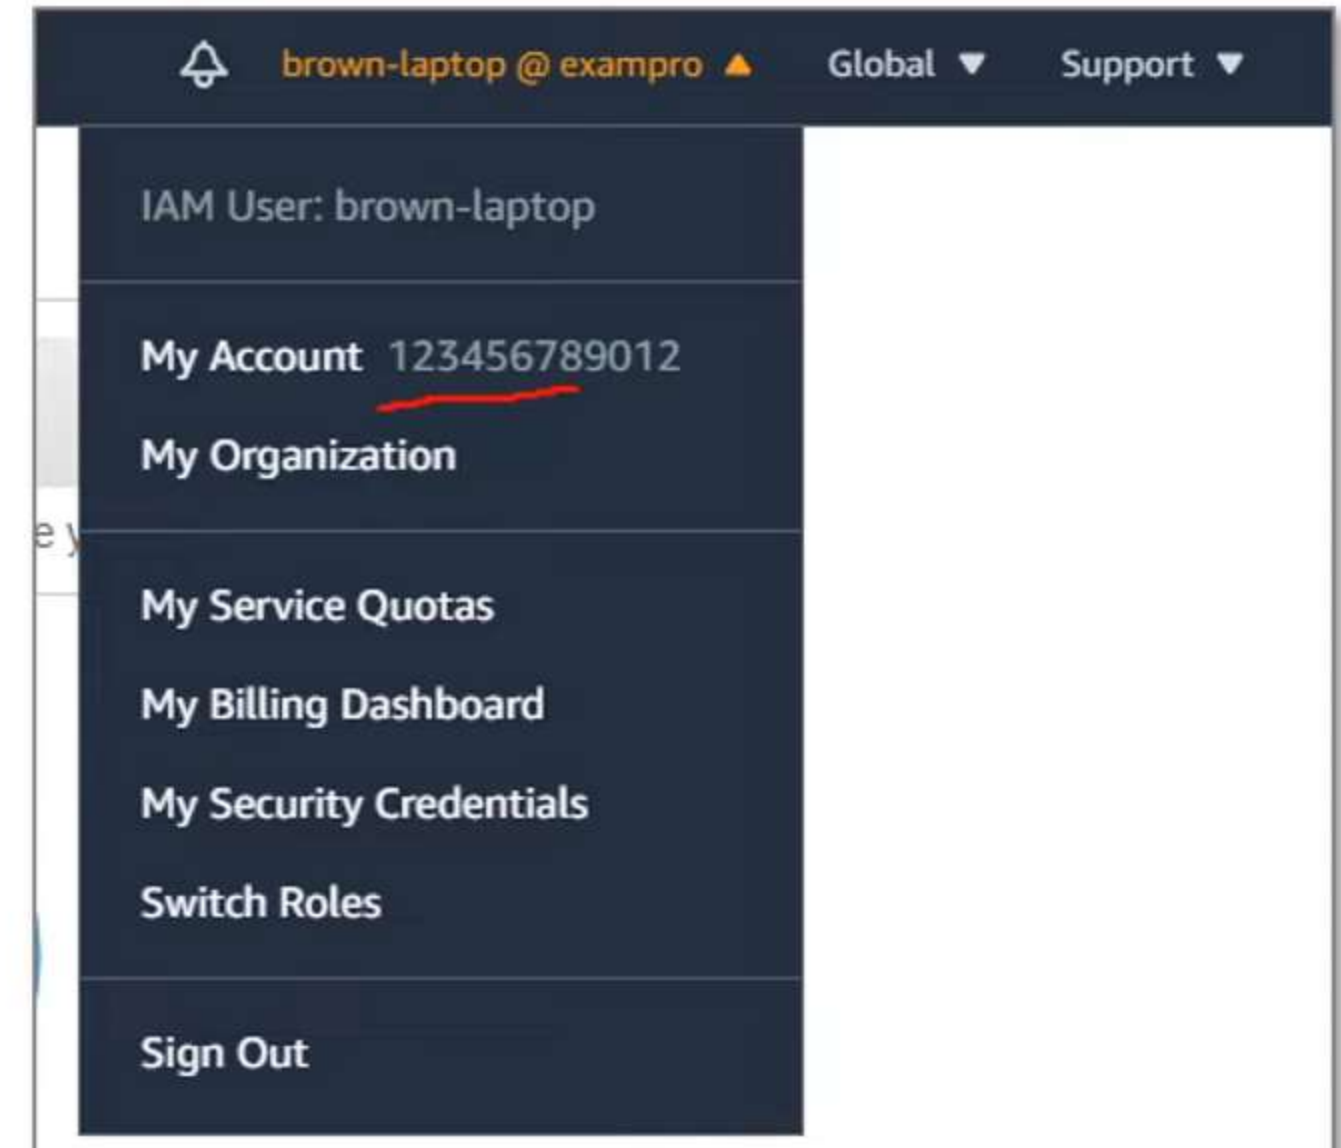 brown-laptop @ exampro ▲ Global ▼ Support ▼
IAM User: brown-laptop
My Account 123456789012
My Organization
e y
My Service Quotas
My Billing Dashboard
My Security Credentials
Switch Roles
Sign Out